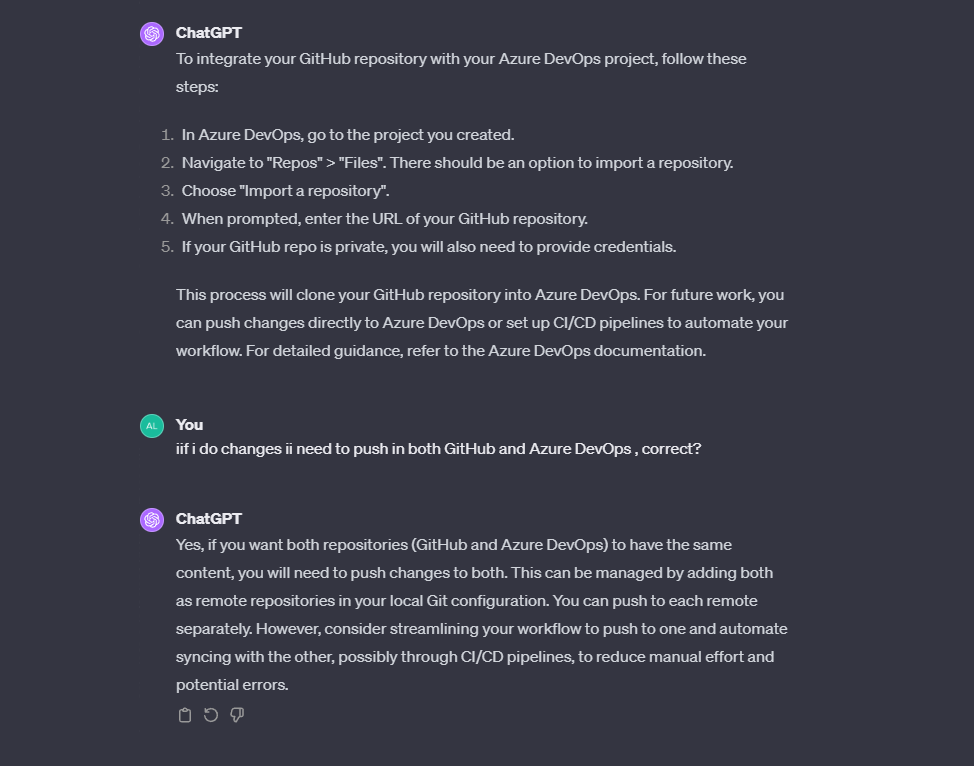 ChatGPT
To integrate your GitHub repository with your Azure DevOps project, follow these
steps:
1. In Azure DevOps, go to the project you created.
2. Navigate to "Repos" > "Files". There should be an option to import a repository.
3. Choose "Import a repository".
4. When prompted, enter the URL of your GitHub repository.
5. If your GitHub repo is private, you will also need to provide credentials.
This process will clone your GitHub repository into Azure DevOps. For future work, you
can push changes directly to Azure DevOps or set up CI/CD pipelines to automate your
workflow. For detailed guidance, refer to the Azure DevOps documentation.
AL You
iif i do changes ii need to push in both GitHub and Azure DevOps , correct?
ChatGPT
Yes, if you want both repositories (GitHub and Azure DevOps) to have the same
content, you will need to push changes to both. This can be managed by adding both
as remote repositories in your local Git configuration. You can push to each remote
separately. However, consider streamlining your workflow to push to one and automate
syncing with the other, possibly through CI/CD pipelines, to reduce manual effort and
potential errors.